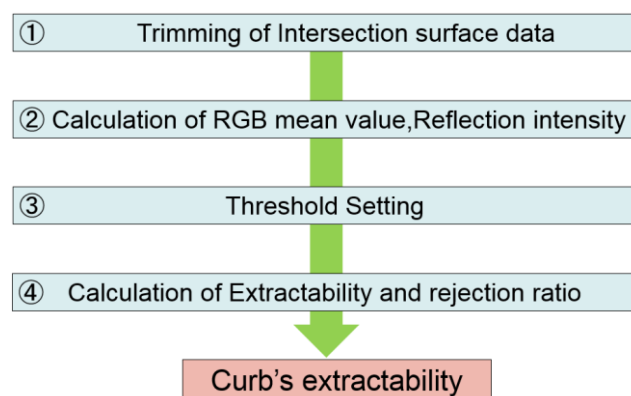 ① Trimming of Intersection surface data
② Calculation of RGB mean value,Reflection intensity
③ Threshold Setting
④ Calculation of Extractability and rejection ratio
Curb's extractability